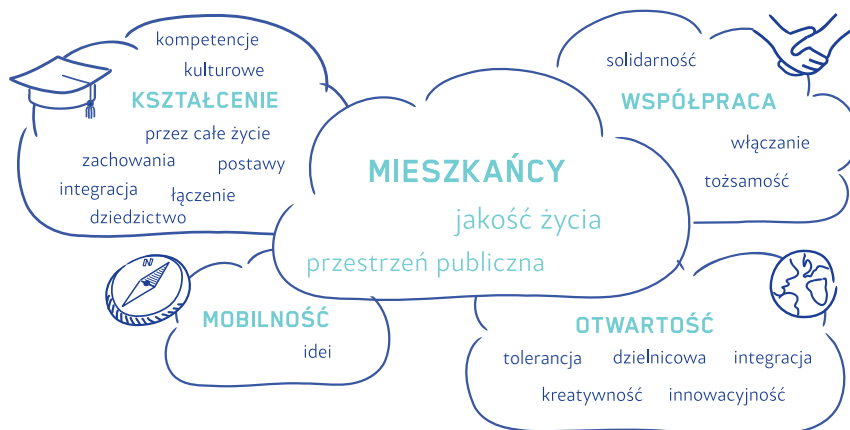 kompetencje
kulturowe
KSZTAŁCENIE
przez całe życie
zachowania
postawy
integracja
łączenie
dziedzictwo
MIESZKAŃCY
jakość życia
przestrzeń publiczna
solidarność
WSPÓŁPRACA
włączanie
tożsamość
N
MOBILNOŚĆ
idei
OTWARTOŚĆ
tolerancja dzielnicowa integracja
kreatywność innowacyjność